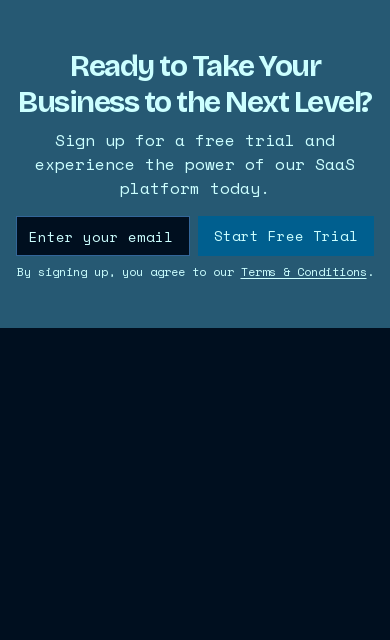 Ready to Take Your
Business to the Next Level?
Sign up for a free trial and
experience the power of our SaaS
platform today.
Enter your email
Start Free Trial
By signing up, you agree to our Terms & Conditions.